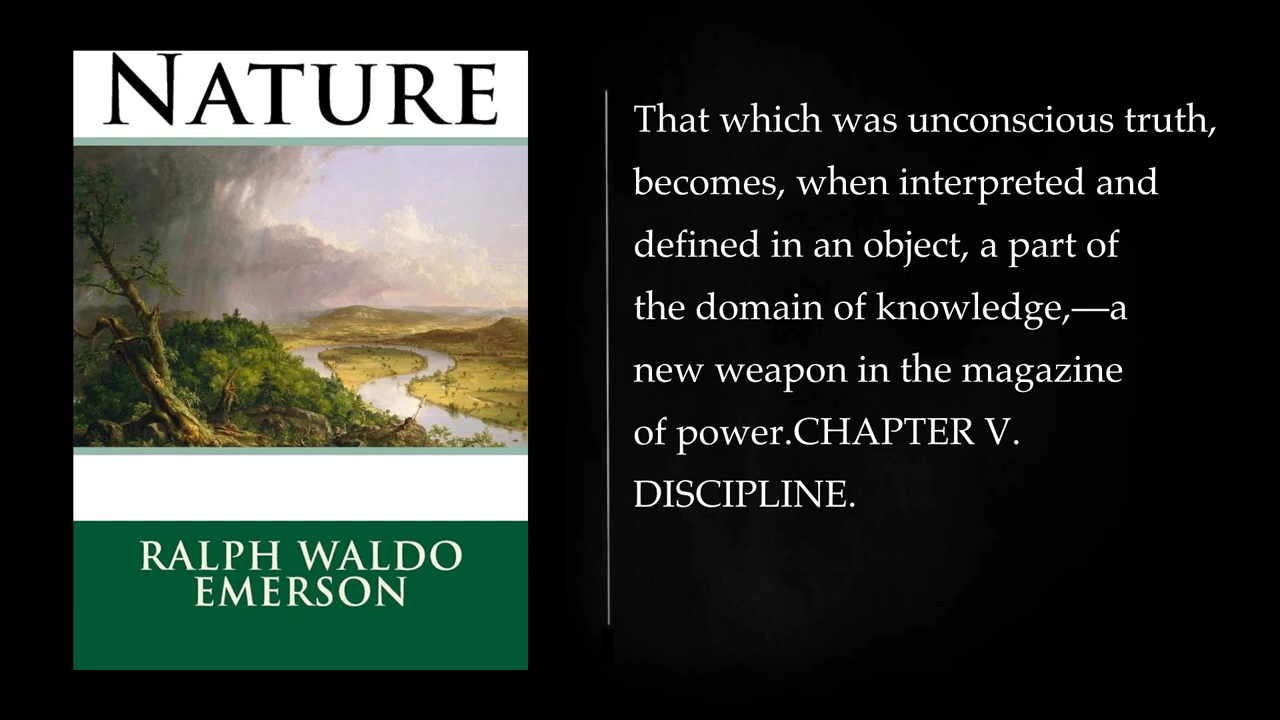 NATURE
RALPH WALDO
EMERSON
That which was unconscious truth,
becomes, when interpreted and
defined in an object, a part of
the domain of knowledge,—a
new weapon in the magazine
of power.CHAPTER V.
DISCIPLINE.